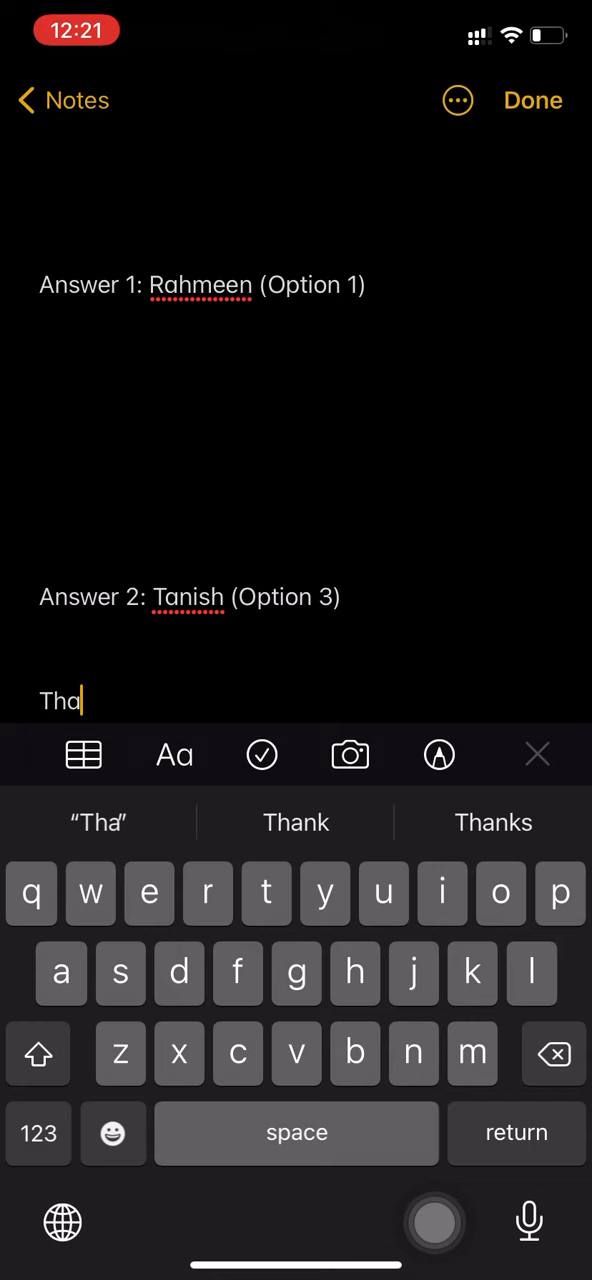 12:21
Notes
Done
Answer 1: Rahmeen (Option 1)
Answer 2: Tanish (Option 3)
Tha
Aa
“Tha” Thank Thanks
q w e r t y u i o p
a s d f g h j k l
z x c v b n m
123 space return